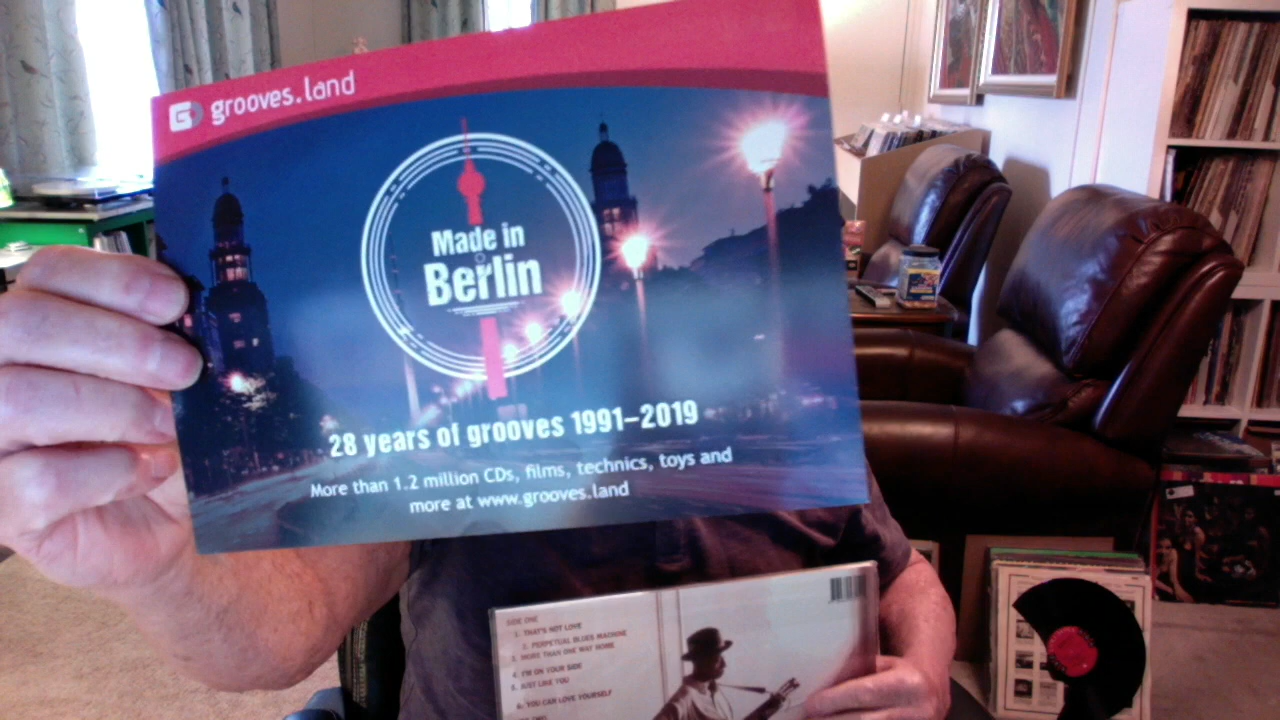 grooves.land
Made in
Berlin
28 years of grooves 1991–2019
More than 1.2 million CDs, films, technics, toys and
more at www.grooves.land
SIDE ONE
1. THAT'S NOT LOVE
2. PERPETUAL BLUES MACHINE
3. MORE THAN ONE WAY HOME
4. I'M ON YOUR SIDE
5. JUST LIKE YOU
6. YOU CAN LOVE YOURSELF